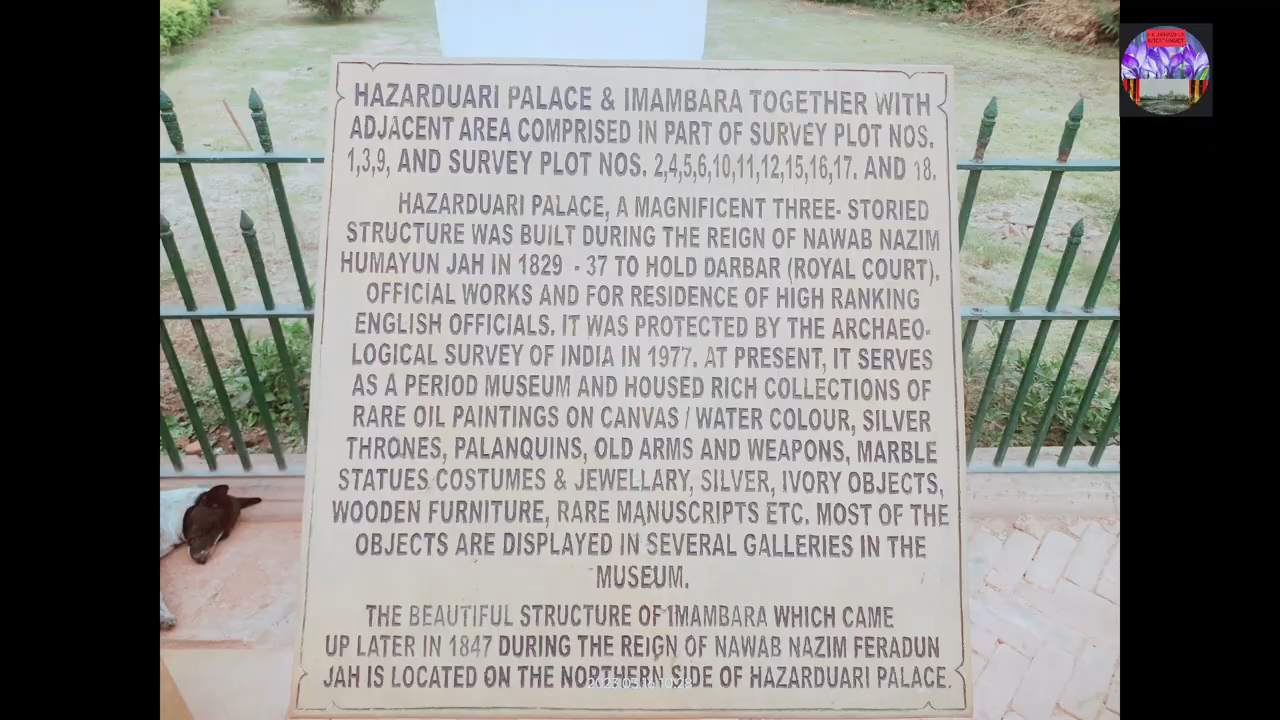 HAZARDUARI PALACE & IMAMBARA TOGETHER WITH
ADJACENT AREA COMPRISED IN PART OF SURVEY PLOT NOS.
1,3,9, AND SURVEY PLOT NOS. 2,4,5,6,10,11,12,15,16,17. AND 18.
HAZARDUARI PALACE, A MAGNIFICENT THREE- STORIED
STRUCTURE WAS BUILT DURING THE REIGN OF NAWAB NAZIM
HUMAYUN JAH IN 1829 - 37 TO HOLD DARBAR (ROYAL COURT).
OFFICIAL WORKS AND FOR RESIDENCE OF HIGH RANKING
ENGLISH OFFICIALS. IT WAS PROTECTED BY THE ARCHAEO-
LOGICAL SURVEY OF INDIA IN 1977. AT PRESENT, IT SERVES
AS A PERIOD MUSEUM AND HOUSED RICH COLLECTIONS OF
RARE OIL PAINTINGS ON CANVAS / WATER COLOUR, SILVER
THRONES, PALANQUINS, OLD ARMS AND WEAPONS, MARBLE
STATUES COSTUMES & JEWELLARY, SILVER, IVORY OBJECTS,
WOODEN FURNITURE, RARE MANUSCRIPTS ETC. MOST OF THE
OBJECTS ARE DISPLAYED IN SEVERAL GALLERIES IN THE
MUSEUM.
THE BEAUTIFUL STRUCTURE OF IMAMBARA WHICH CAME
UP LATER IN 1847 DURING THE REIGN OF NAWAB NAZIM FERADUN
JAH IS LOCATED ON THE NORTHERN SIDE OF HAZARDUARI PALACE.